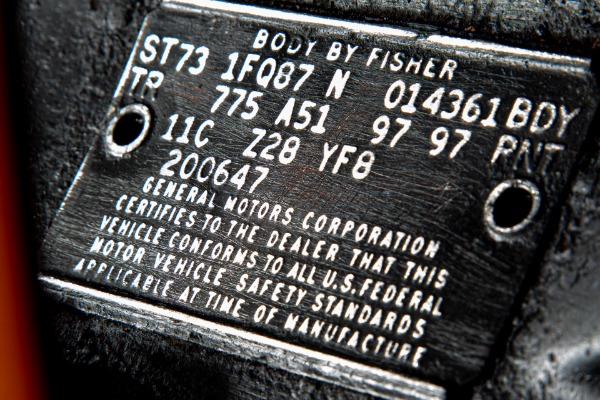 BODY BY FISHER
ST73 1FQ87 N 014361 BDY
TR 775 A51 97 97 PNT
11C Z28 YF8
200647
GENERAL MOTORS CORPORATION
CERTIFIES TO THE DEALER THAT THIS
VEHICLE CONFORMS TO ALL U.S. FEDERAL
MOTOR VEHICLE SAFETY STANDARDS
APPLICABLE AT TIME OF MANUFACTURE